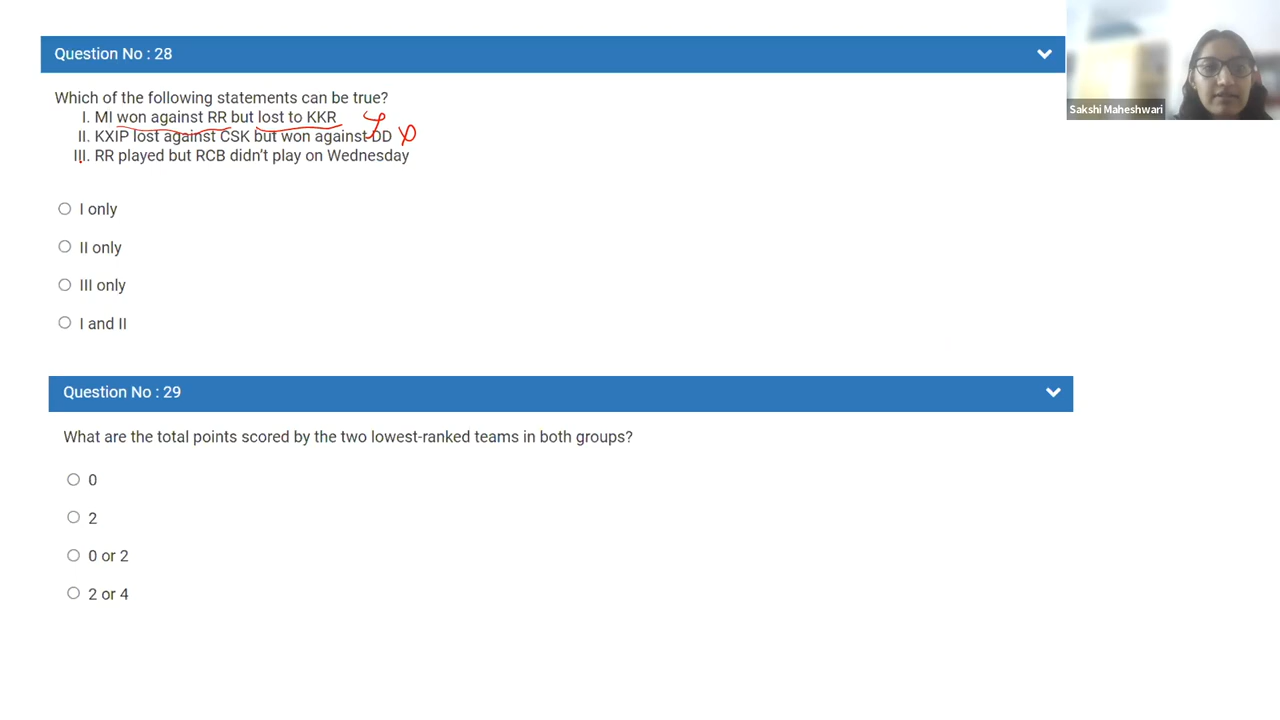 Question No : 28
Sakshi Maheshwari
Which of the following statements can be true?
I. MI won against RR but lost to KKR
II. KXIP lost against CSK but won against DD
III. RR played but RCB didn't play on Wednesday
I only
II only
III only
I and II
Question No : 29
What are the total points scored by the two lowest-ranked teams in both groups?
0
2
0 or 2
2 or 4